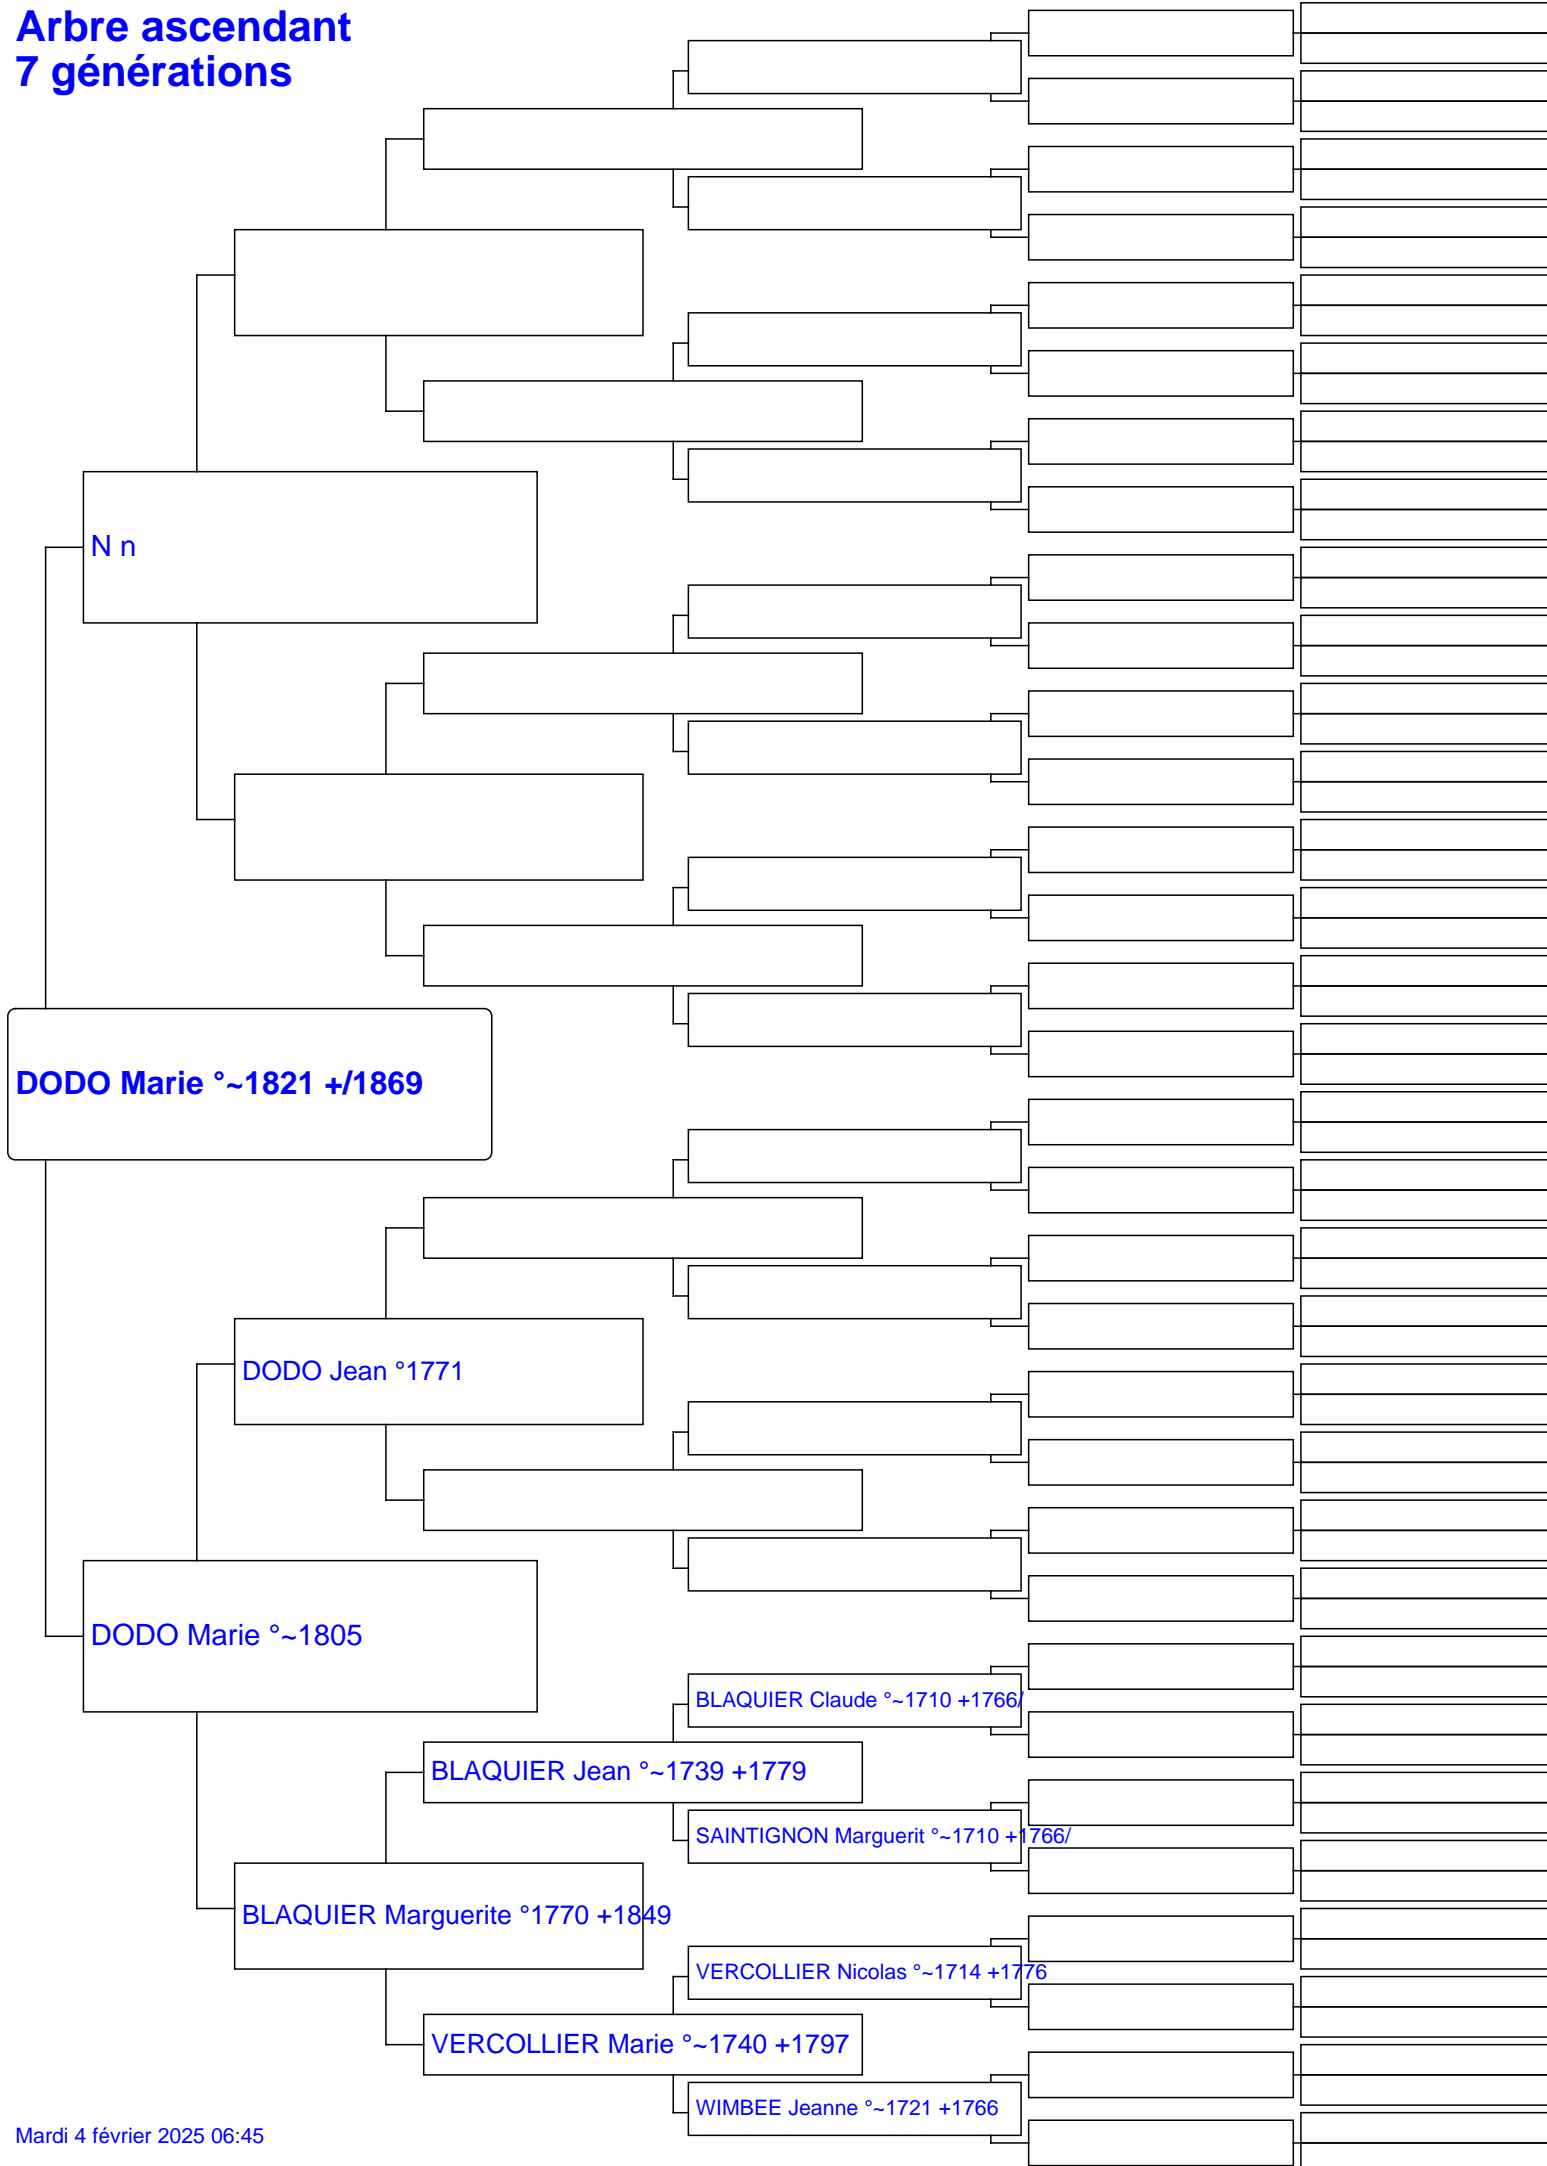 Arbre ascendant
7 générations
N n
DODO Marie °~1821 +/1869
DODO Jean °1771
DODO Marie °~1805
BLAQUIER Claude °~1710 +1766/
BLAQUIER Jean °~1739 +1779
SAINTIGNON Marguerit °~1710 +1766/
BLAQUIER Marguerite °1770 +1849
VERCOLLIER Nicolas °~1714 +1776
VERCOLLIER Marie °~1740 +1797
WIMBEE Jeanne °~1721 +1766
Mardi 4 février 2025 06:45